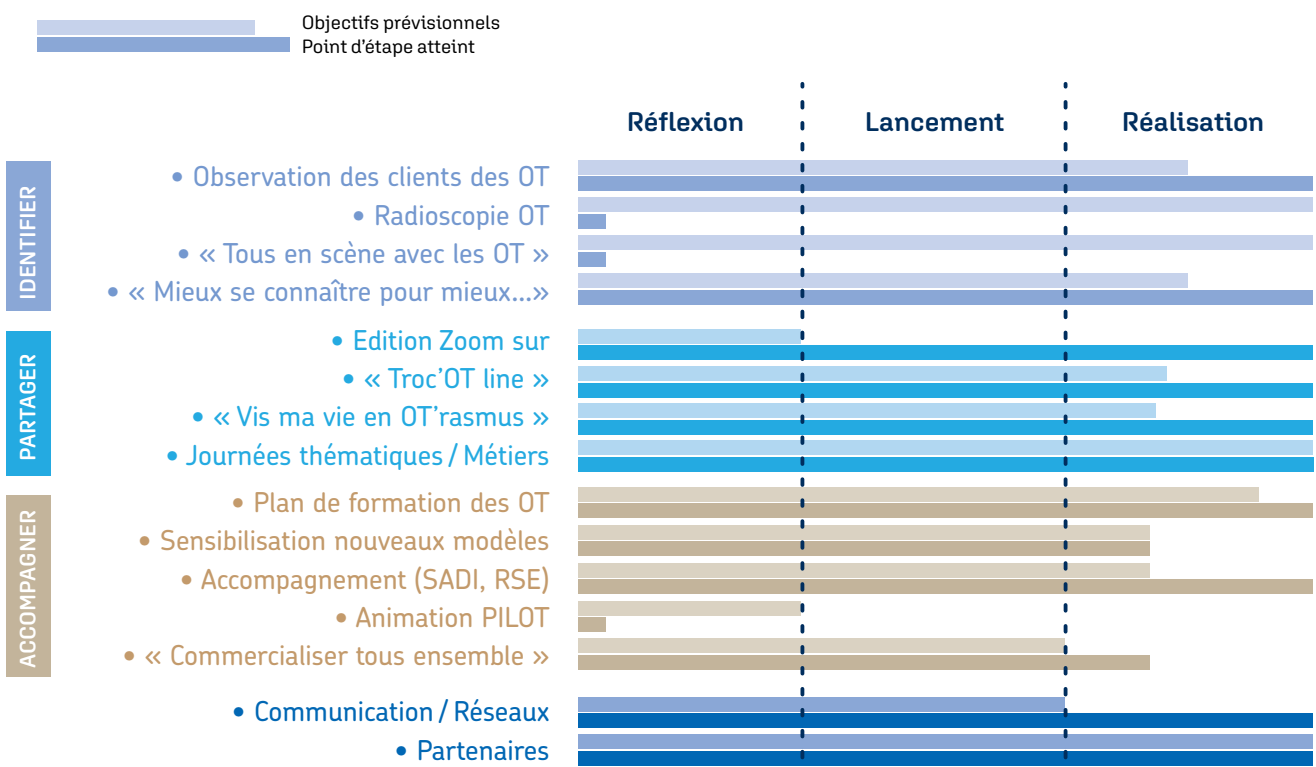 Objectifs prévisionnels
Point d'étape atteint
Réflexion
Lancement
Réalisation
IDENTIFIER
• Observation des clients des OT
• Radioscopie OT
• « Tous en scène avec les OT »
• « Mieux se connaître pour mieux...»
PARTAGER
• Edition Zoom sur
• « Troc'OT line »
• « Vis ma vie en OT'rasmus »
• Journées thématiques / Métiers
ACCOMPAGNER
• Plan de formation des OT
• Sensibilisation nouveaux modèles
• Accompagnement (SADI, RSE)
• Animation PILOT
• « Commercialiser tous ensemble »
• Communication / Réseaux
• Partenaires